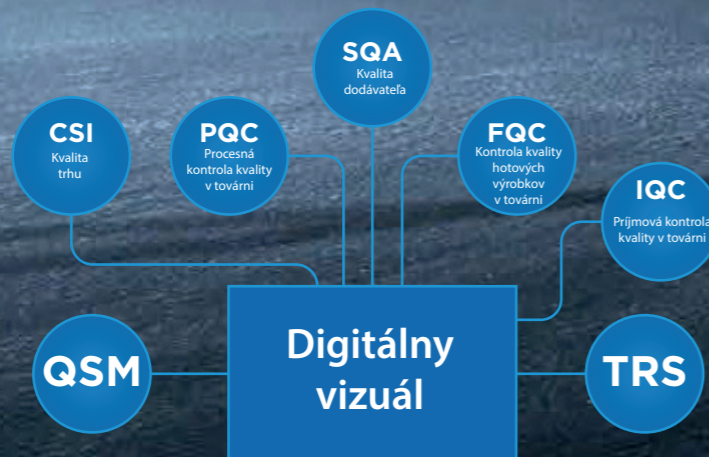 SQA
Kvalita
dodávateľa
CSI
Kvalita
trhu
PQC
Procesná
kontrola kvality
v továrni
FQC
Kontrola kvality
hotových
výrobkov
v továrni
IQC
Príjmová kontrola
kvality v továrni
QSM
Digitálny
vizuál
TRS